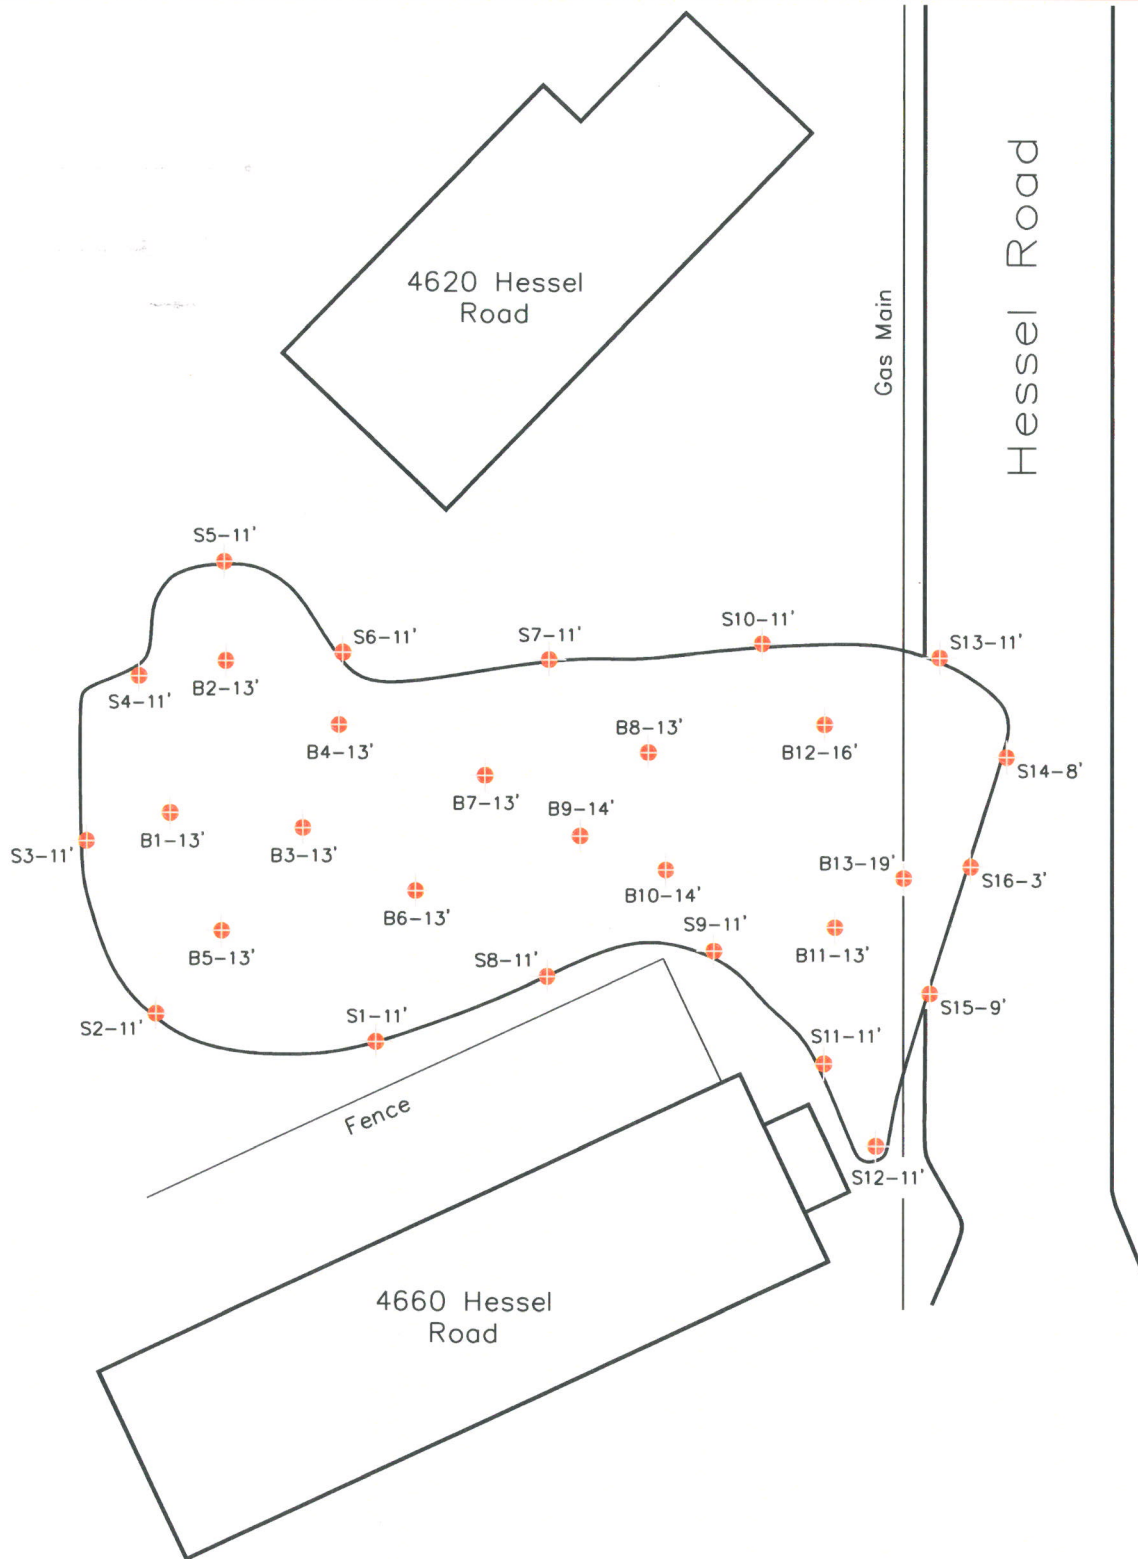 4620 Hessel
Road
Gas Main
Hessel Road
S5-11'
S6-11'
S7-11'
S10-11'
S13-11'
S4-11'
B2-13'
B4-13'
B8-13'
B12-16'
S14-8'
B7-13'
B9-14'
S3-11'
B1-13'
B3-13'
B13-19'
S16-3'
B6-13'
B10-14'
B5-13'
S9-11'
B11-13'
S8-11'
S2-11'
S1-11'
S15-9'
S11-11'
Fence
S12-11'
4660 Hessel
Road